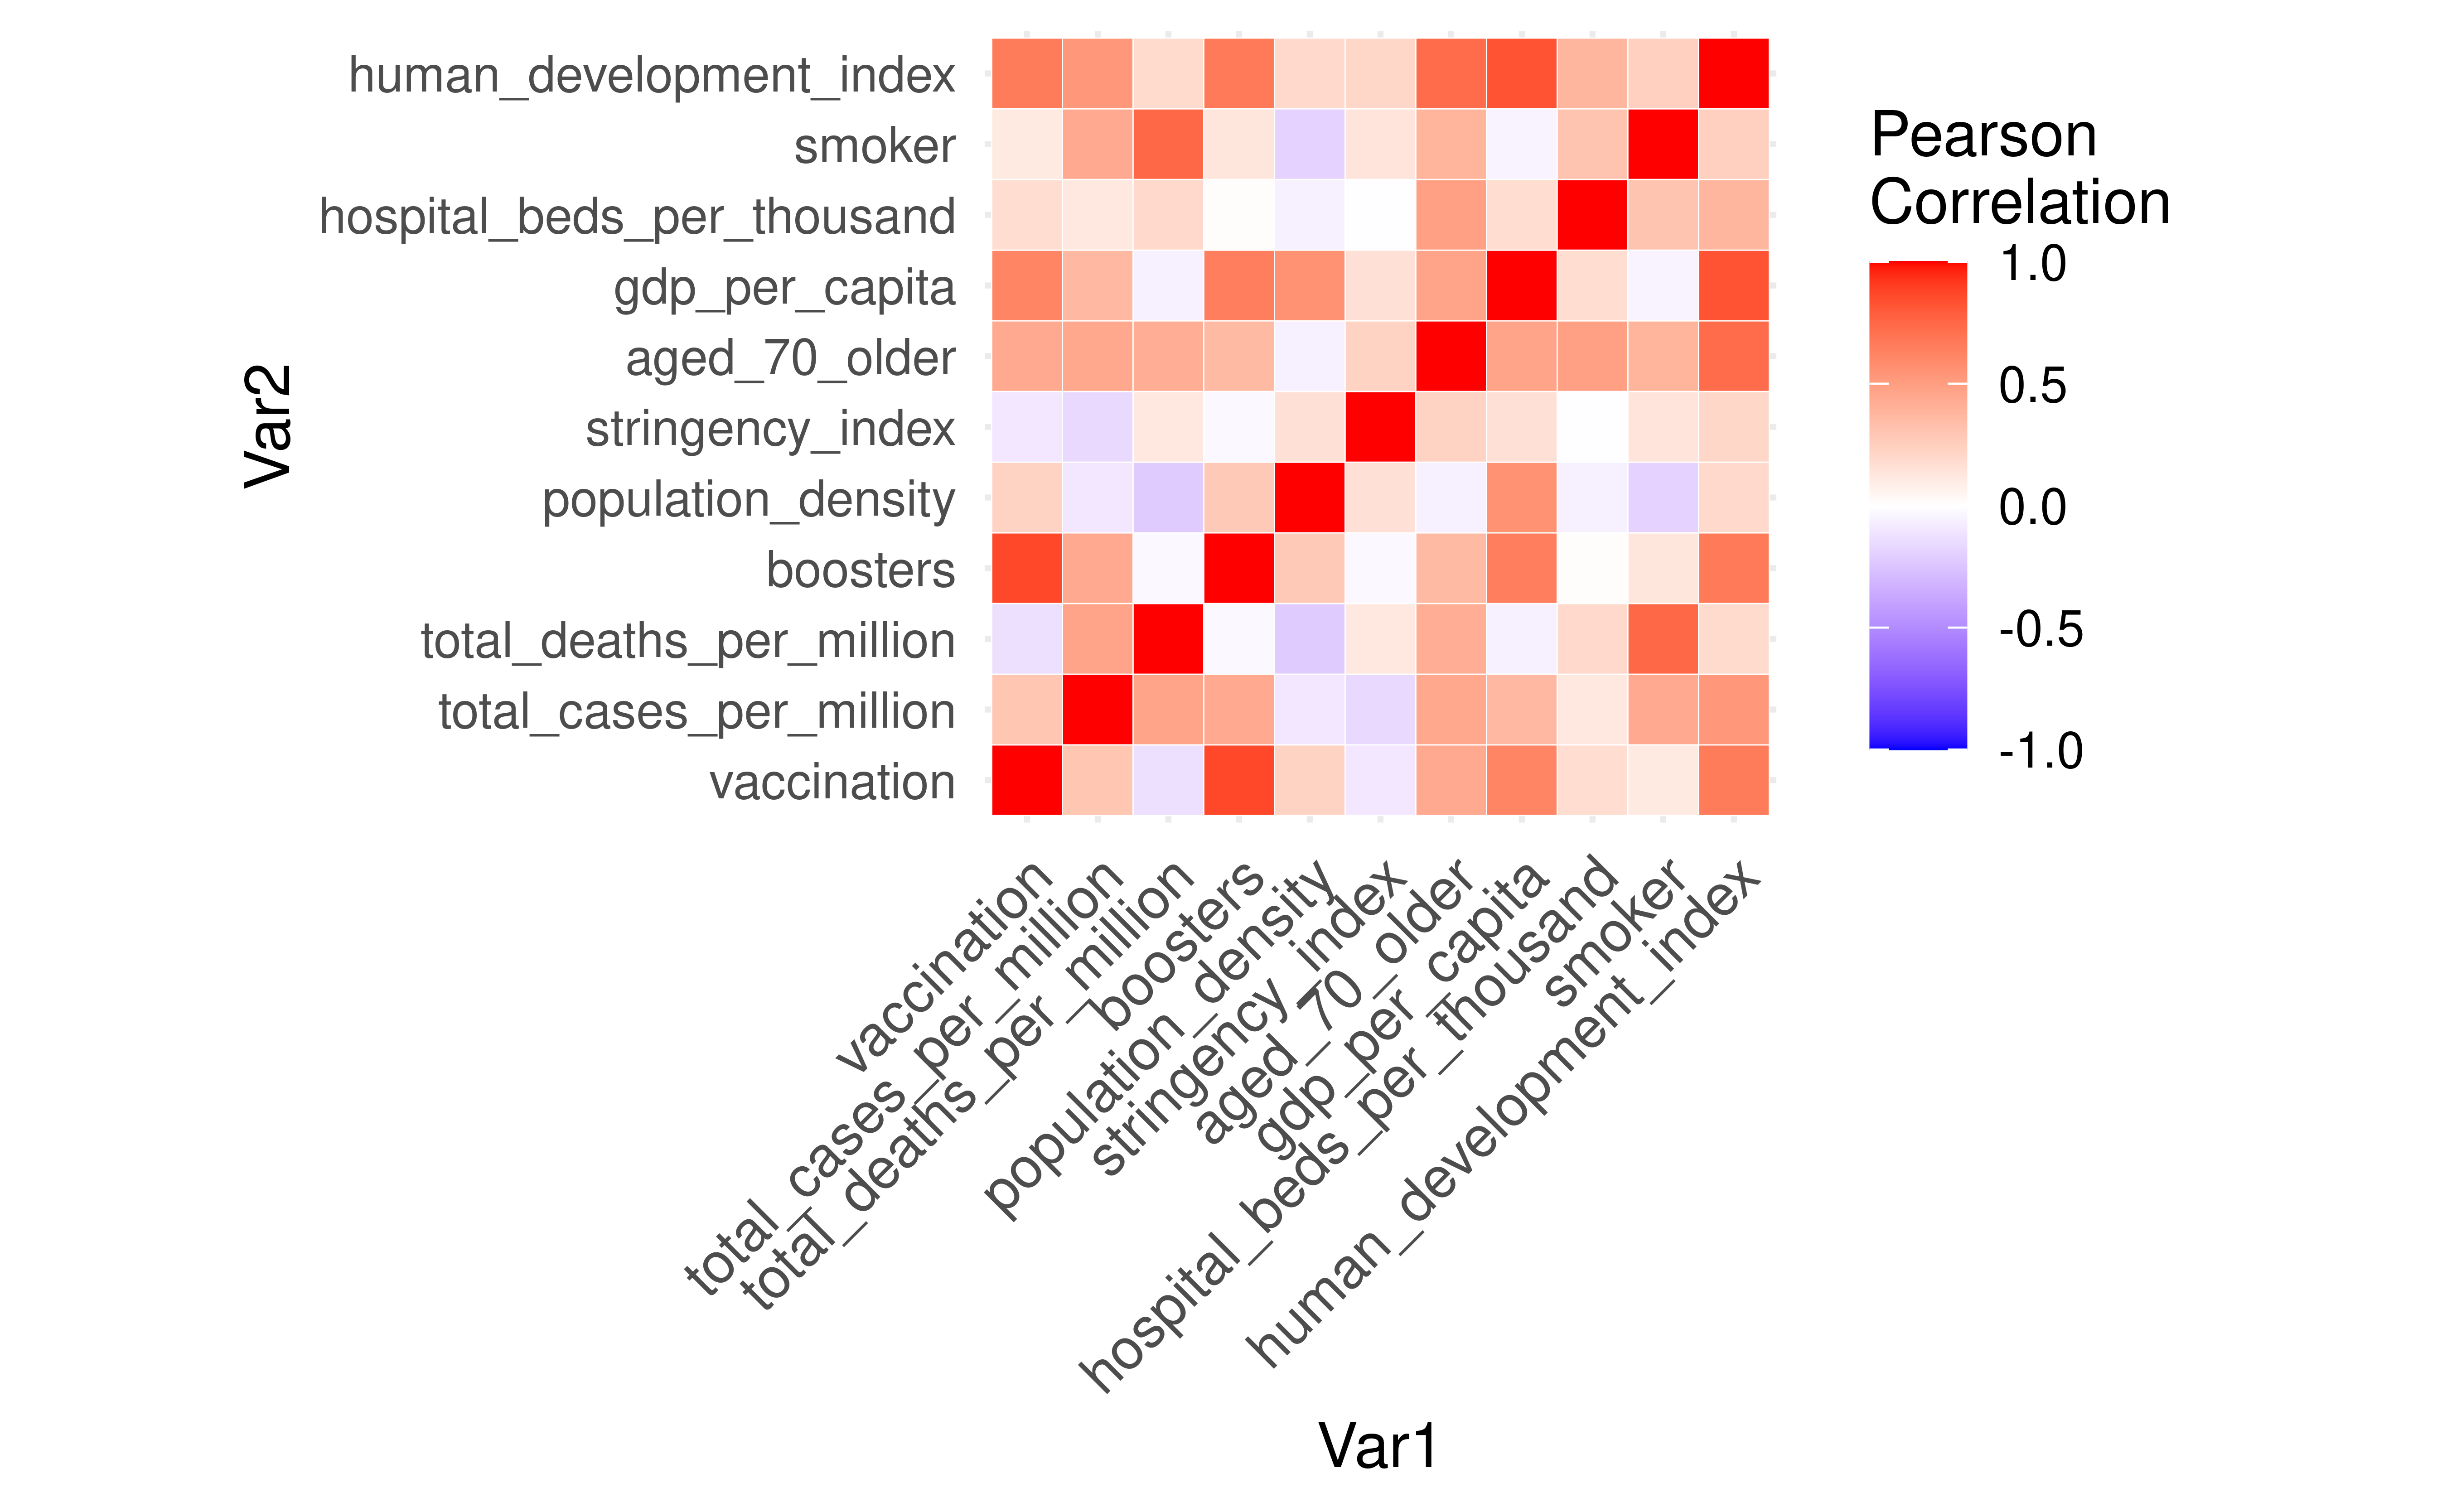 human_development_index
smoker
hospital_beds_per_thousand
gdp_per_capita
aged_70_older
stringency_index
population_density
boosters
total_deaths_per_million
total_cases_per_million
vaccination
Var2
vaccination
total_cases_per_million
total_deaths_per_million
boosters
population_density
stringency_index
aged_70_older
gdp_per_capita
hospital_beds_per_thousand
smoker
human_development_index
Var1
Pearson
Correlation
1.0
0.5
0.0
-0.5
-1.0